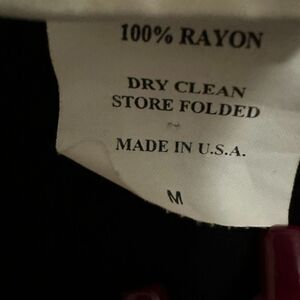 100% RAYON
DRY CLEAN
STORE FOLDED
~
MADE IN U.S.A.
M